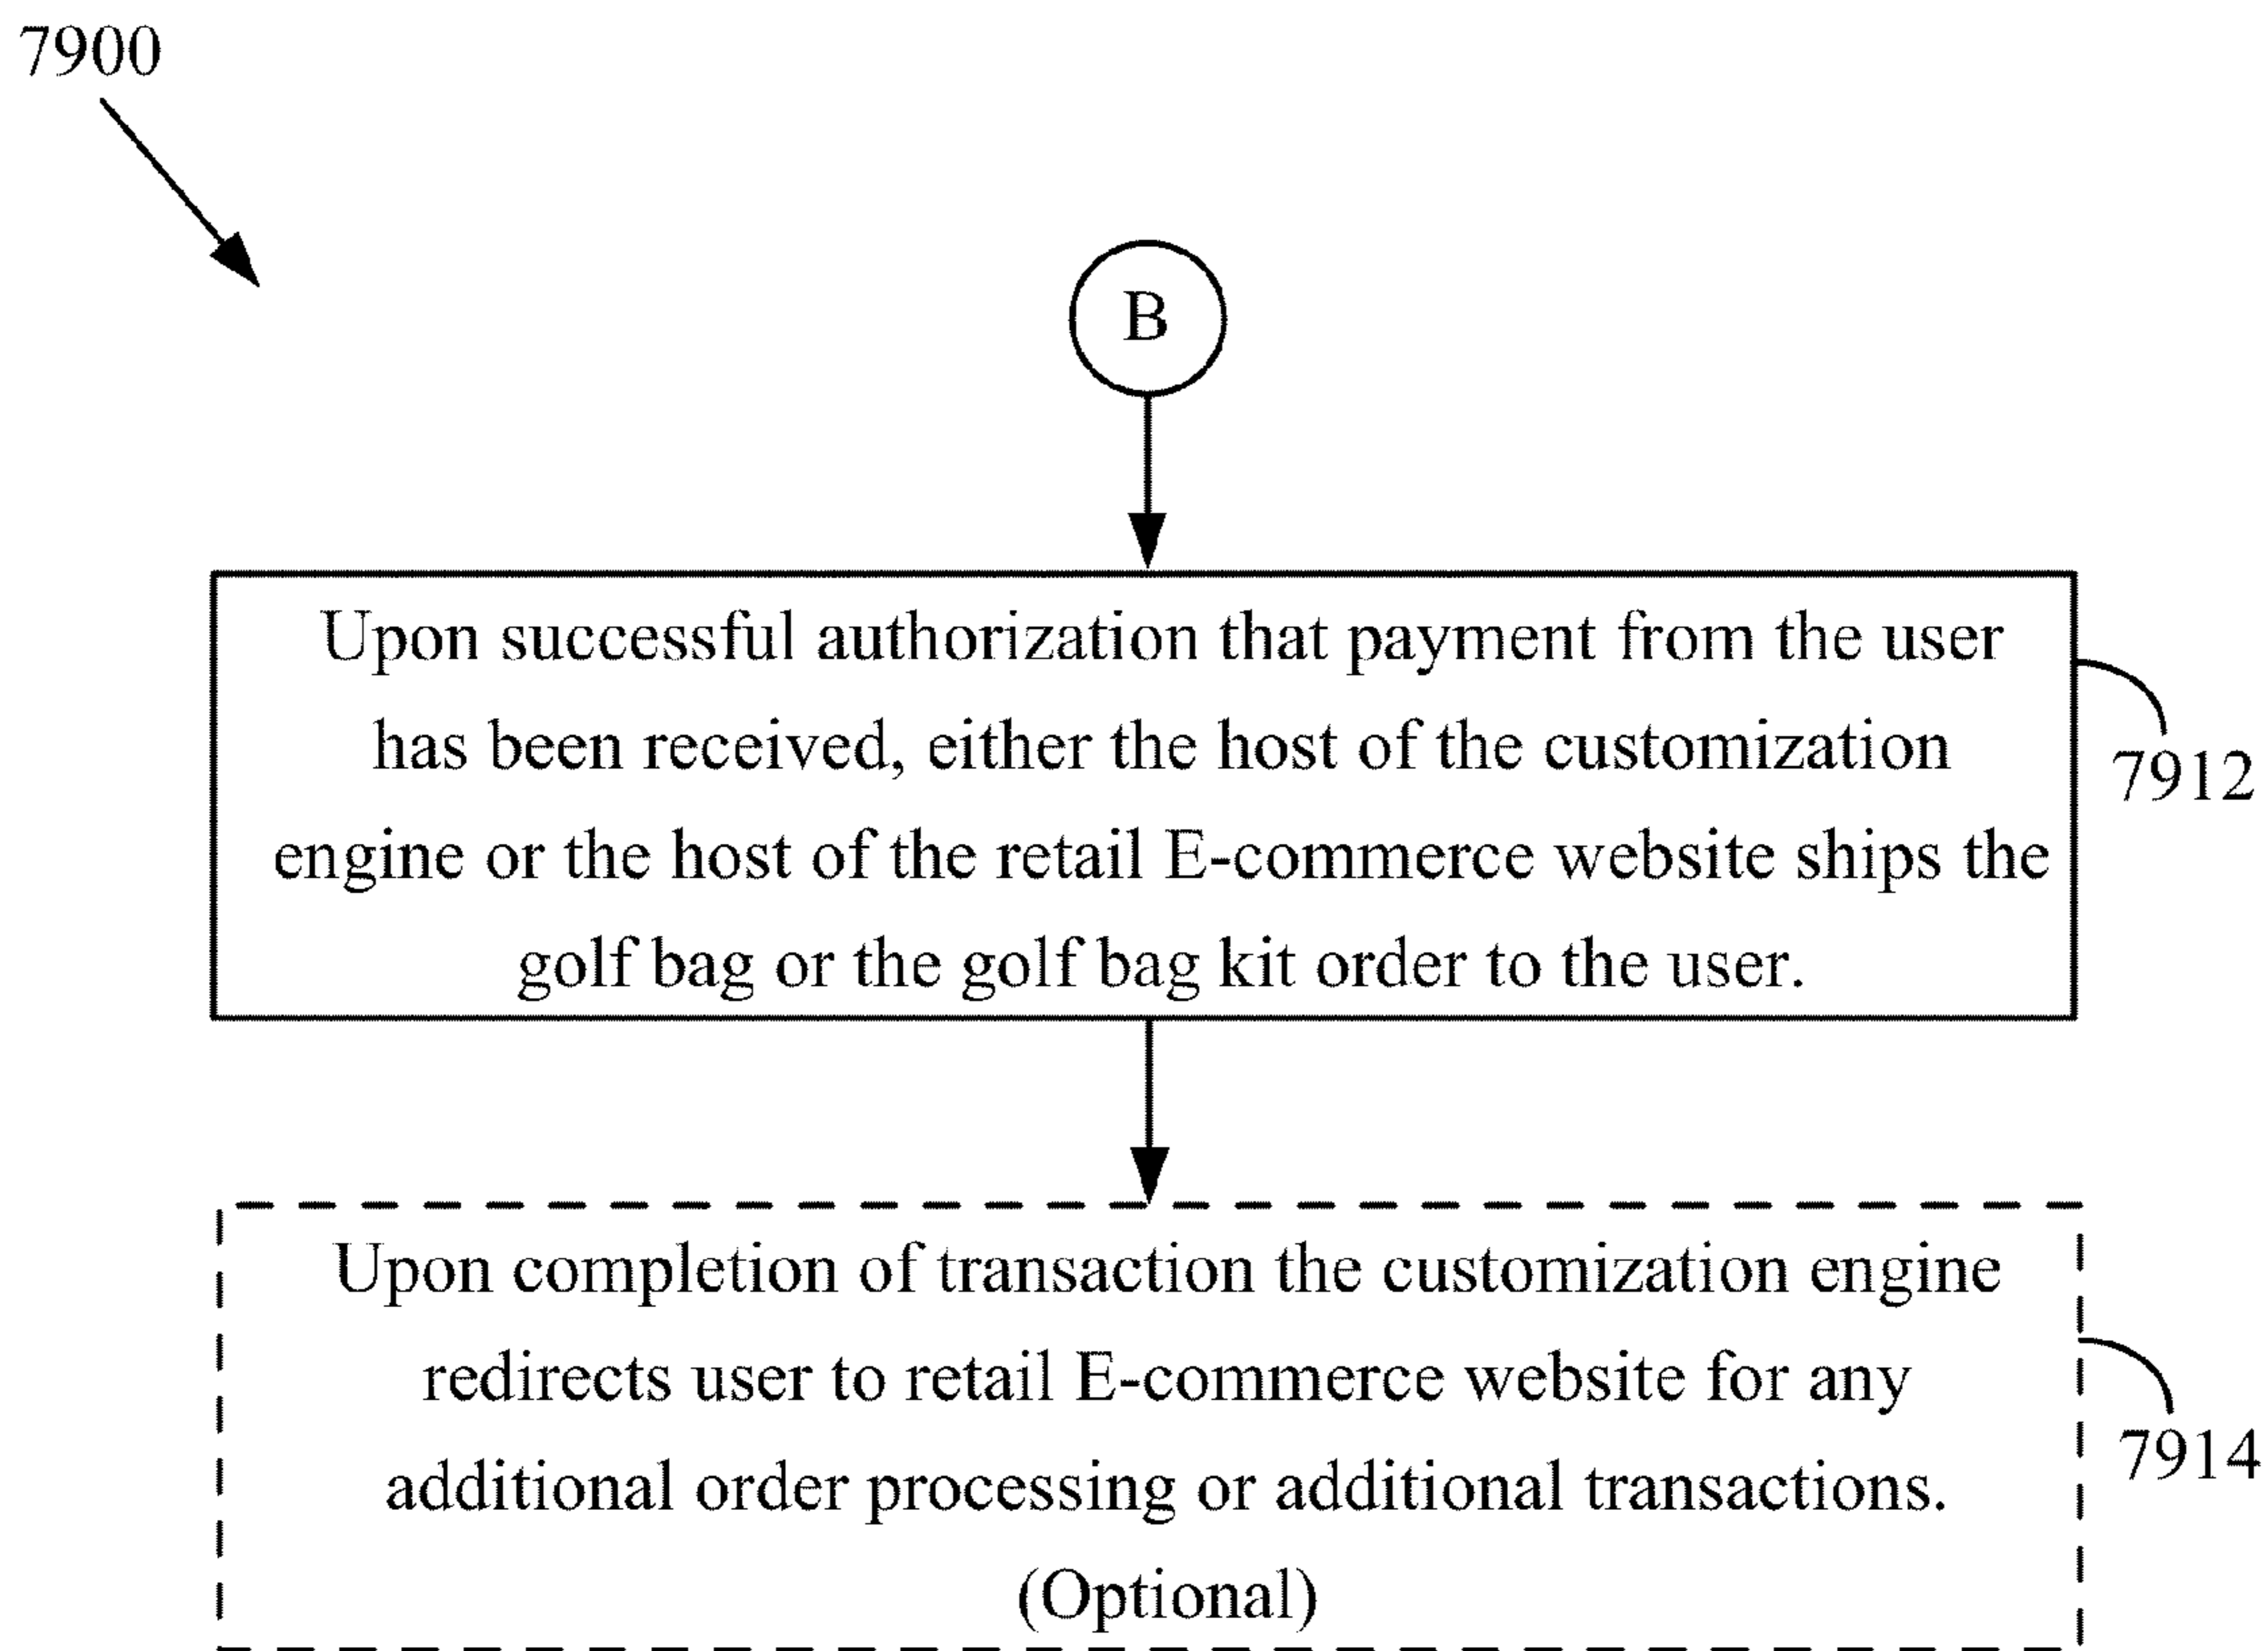 7900
B
Upon successful authorization that payment from the user
has been received, either the host of the customization
engine or the host of the retail E-commerce website ships the
golf bag or the golf bag kit order to the user.
7912
Upon completion of transaction the customization engine
redirects user to retail E-commerce website for any
additional order processing or additional transactions.
(Optional)
7914